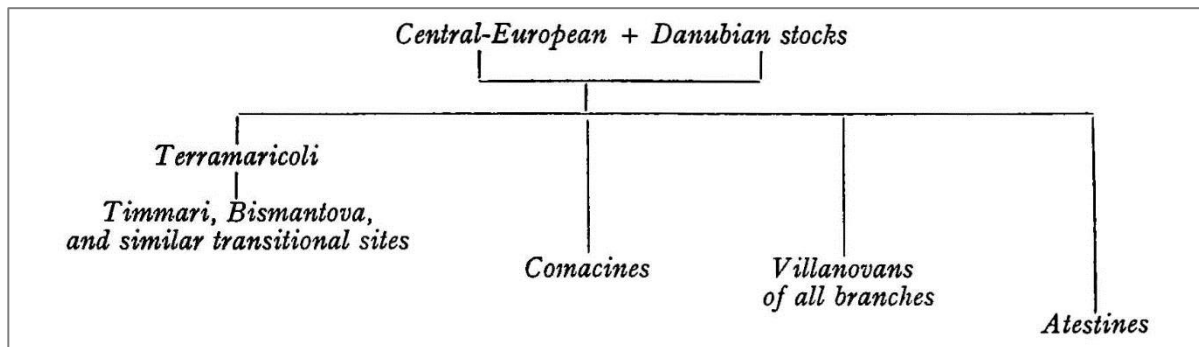 Central-European + Danubian stocks
Terramaricoli
Timmari, Bismantova,
and similar transitional sites
Comacines
Villanovans
of all branches
Atestines